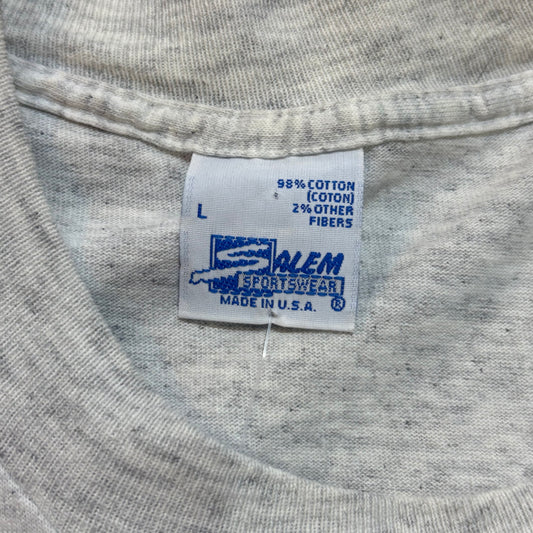 98% COTTON
(COTON)
L
2% OTHER
FIBERS
SALEM
SPORTSWEAR
®
MADE IN U.S.A.